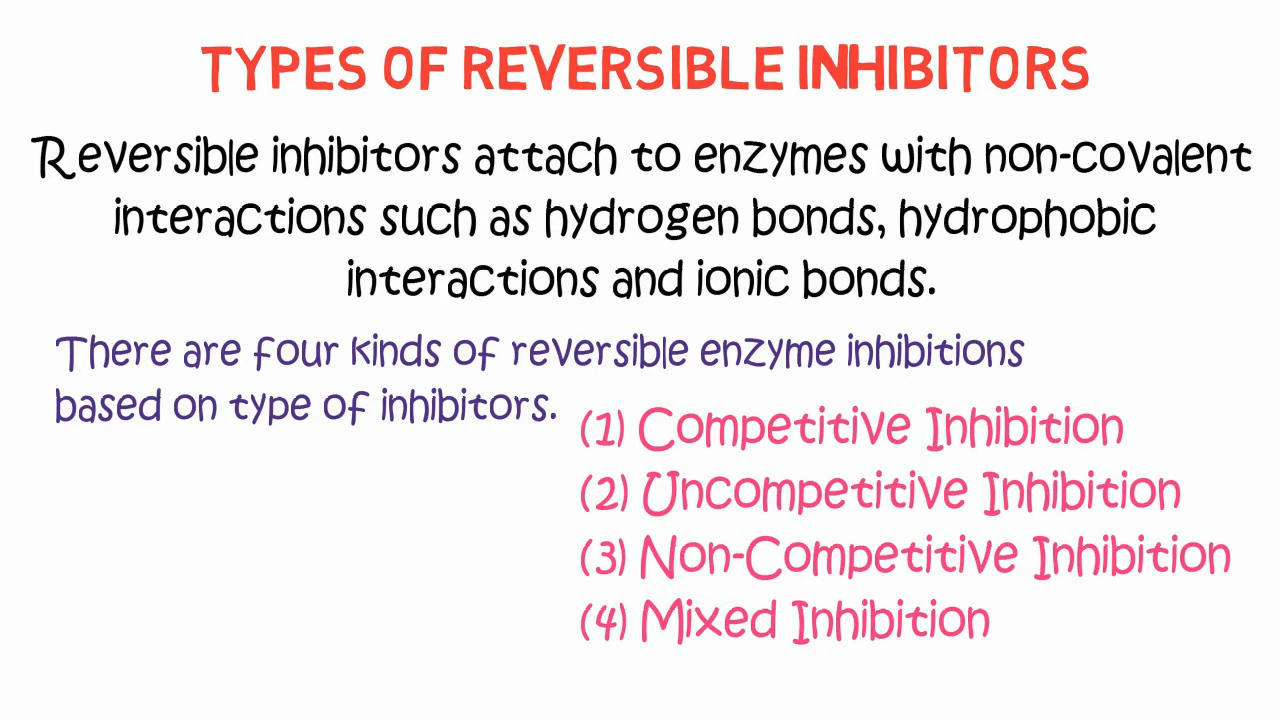 TYPES OF REVERSIBLE INHIBITORS
Reversible inhibitors attach to enzymes with non-covalent
interactions such as hydrogen bonds, hydrophobic
interactions and ionic bonds.
There are four kinds of reversible enzyme inhibitions
based on type of inhibitors.
(1) Competitive Inhibition
(2) Uncompetitive Inhibition
(3) Non-Competitive Inhibition
(4) Mixed Inhibition